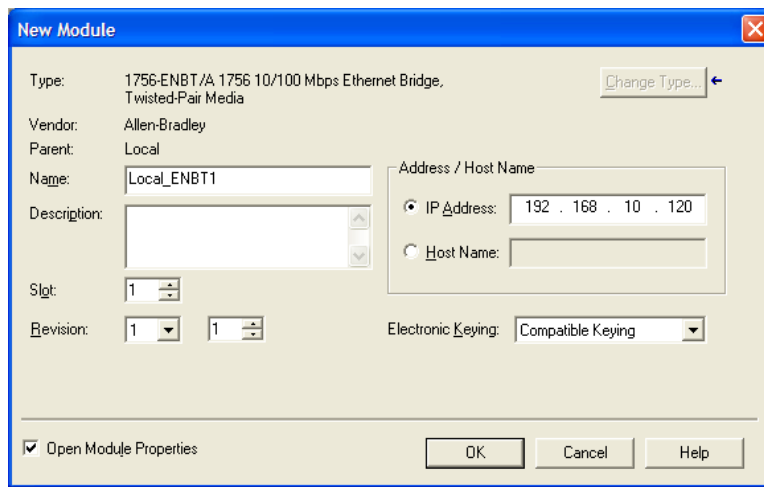 New Module
Type: 1756-ENBT/A 1756 10/100 Mbps Ethernet Bridge,
Twisted-Pair Media
Change Type...
Vendor: Allen-Bradley
Parent: Local
Name: Local_ENBT1
Description:
Address / Host Name
IP Address: 192 . 168 . 10 . 120
Host Name:
Slot: 1
Revision: 1 1
Electronic Keying: Compatible Keying
Open Module Properties
OK
Cancel
Help